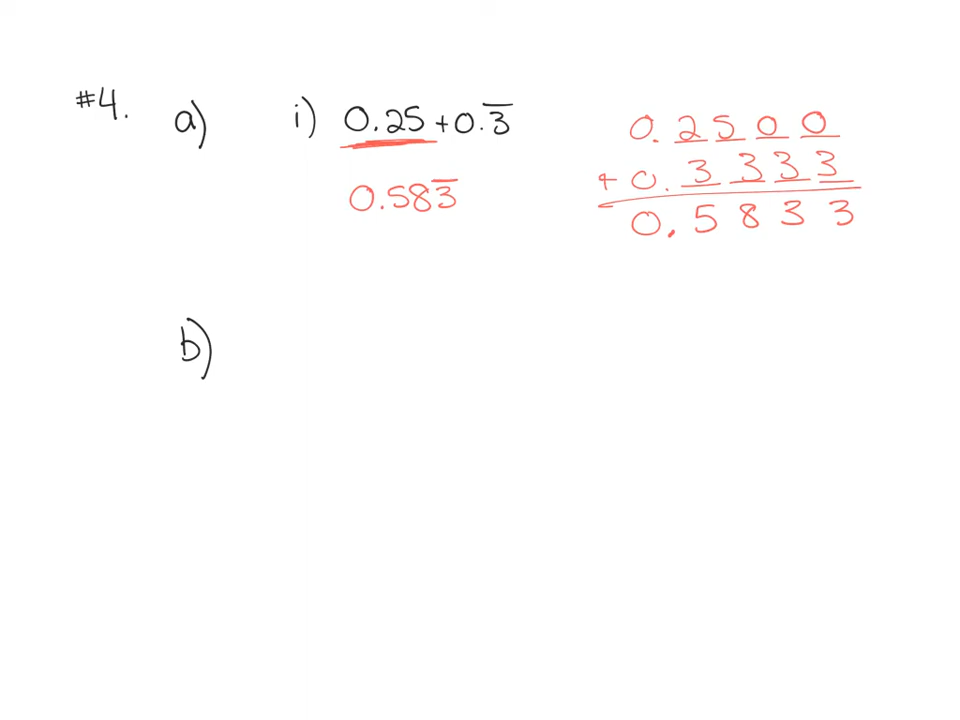 #4.
a)
i) 0.25 + 0.3̅
0.583̅
0.2500
+ 0.3333
0.5833
b)